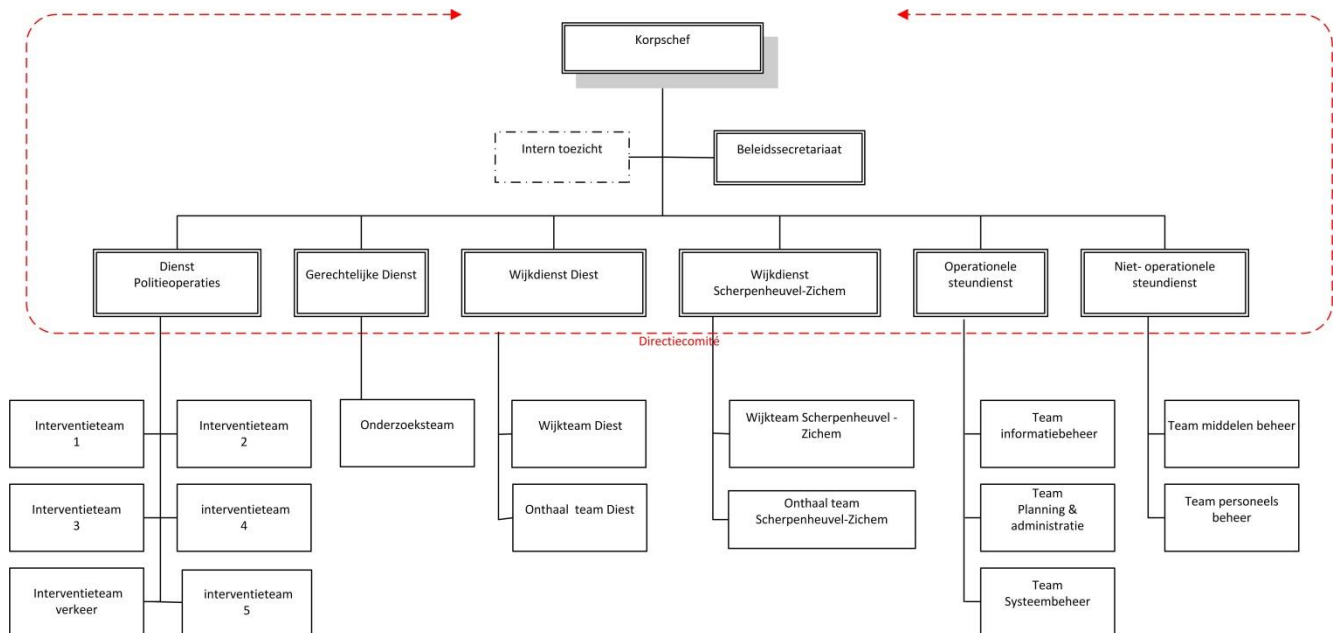 Korpschef
Intern toezicht
Beleidssecretariaat
Dienst
Politieoperaties
Gerechtelijke Dienst
Wijkdienst Diest
Wijkdienst
Scherpenheuvel-Zichem
Operationele
steundienst
Niet- operationele
steundienst
Directiecomité
Interventieteam
1
Interventieteam
2
Onderzoeksteam
Wijkteam Diest
Wijkteam Scherpenheuvel -
Zichem
Team
informatiebeheer
Team middelen beheer
Interventieteam
3
interventieteam
4
Onthaal team Diest
Onthaal team
Scherpenheuvel-Zichem
Team
Planning &
administratie
Team personeels
beheer
Interventieteam
verkeer
interventieteam
5
Team
Systeembeheer